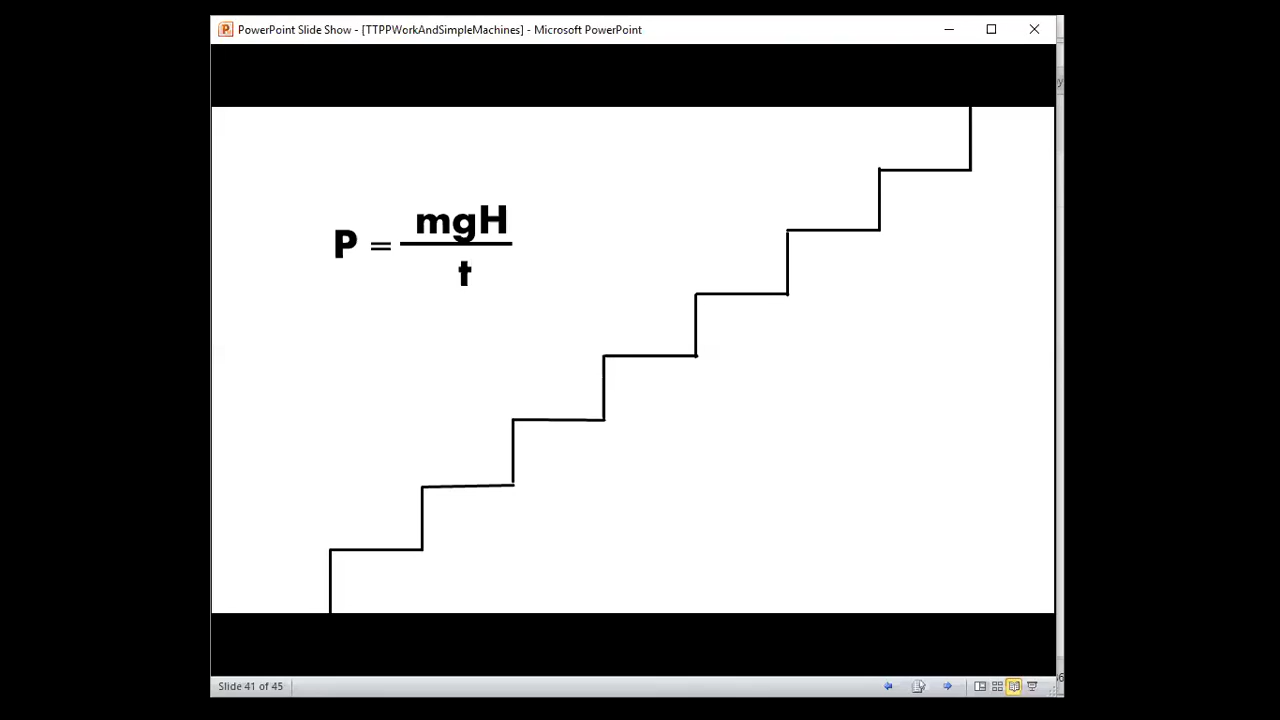 PowerPoint Slide Show - [TTPPWorkAndSimpleMachines] - Microsoft PowerPoint
mgH
P =
t
Slide 41 of 45